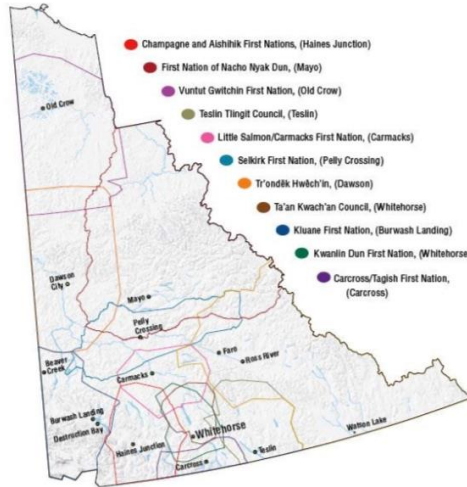 Champagne and Aishihik First Nations, (Haines Junction)
First Nation of Nacho Nyak Dun, (Mayo)
Vuntut Gwitchin First Nation, (Old Crow)
Old Crow
Teslin Tlingit Council, (Teslin)
Little Salmon/Carmacks First Nation, (Carmacks)
Selkirk First Nation, (Pelly Crossing)
Tr'ondëk Hwëch'in, (Dawson)
Ta'an Kwach'an Council, (Whitehorse)
Kluane First Nation, (Burwash Landing)
Kwanlin Dun First Nation, (Whitehorse
Carcross/Tagish First Nation,
(Carcross)
Dawson
City
Mayo
Pelly
Crossing
Beaver
Creek
Faro
Ross River
Carmacks
Burwash Landing
Destruction Bay
Haines Junction
Whitehorse
Watson Lake
Teslin
Carcross